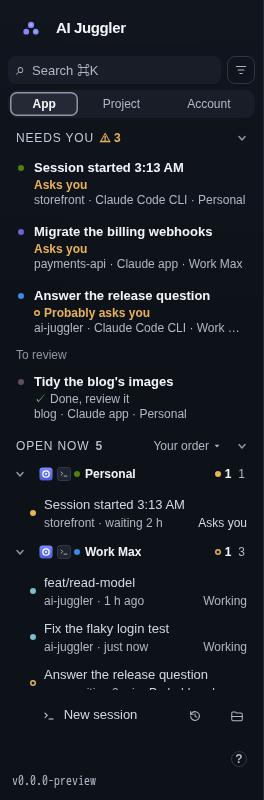 AI Juggler
Search ⌘K
App Project Account
NEEDS YOU ⚠ 3
Session started 3:13 AM
Asks you
storefront · Claude Code CLI · Personal
Migrate the billing webhooks
Asks you
payments-api · Claude app · Work Max
Answer the release question
Probably asks you
ai-juggler · Claude Code CLI · Work …
To review
Tidy the blog's images
✓ Done, review it
blog · Claude app · Personal
OPEN NOW 5 Your order
Personal 1 1
Session started 3:13 AM
storefront · waiting 2 h Asks you
Work Max 1 3
feat/read-model
ai-juggler · 1 h ago Working
Fix the flaky login test
ai-juggler · just now Working
Answer the release question
New session
?
v0.0.0-preview